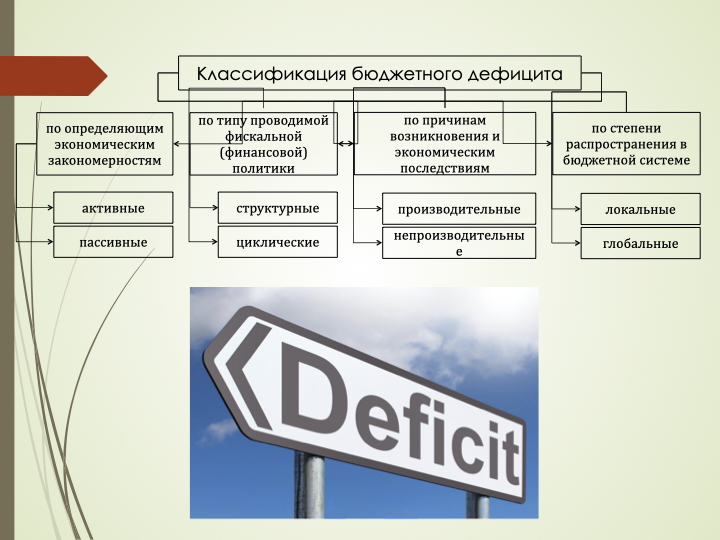 Классификация бюджетного дефицита
по определяющим
экономическим
закономерностям
активные
пассивные
по типу проводимой
фискальной
(финансовой)
политики
структурные
циклические
по причинам
возникновения и
экономическим
последствиям
производительные
непроизводительны
е
по степени
распространения в
бюджетной системе
локальные
глобальные
Deficit